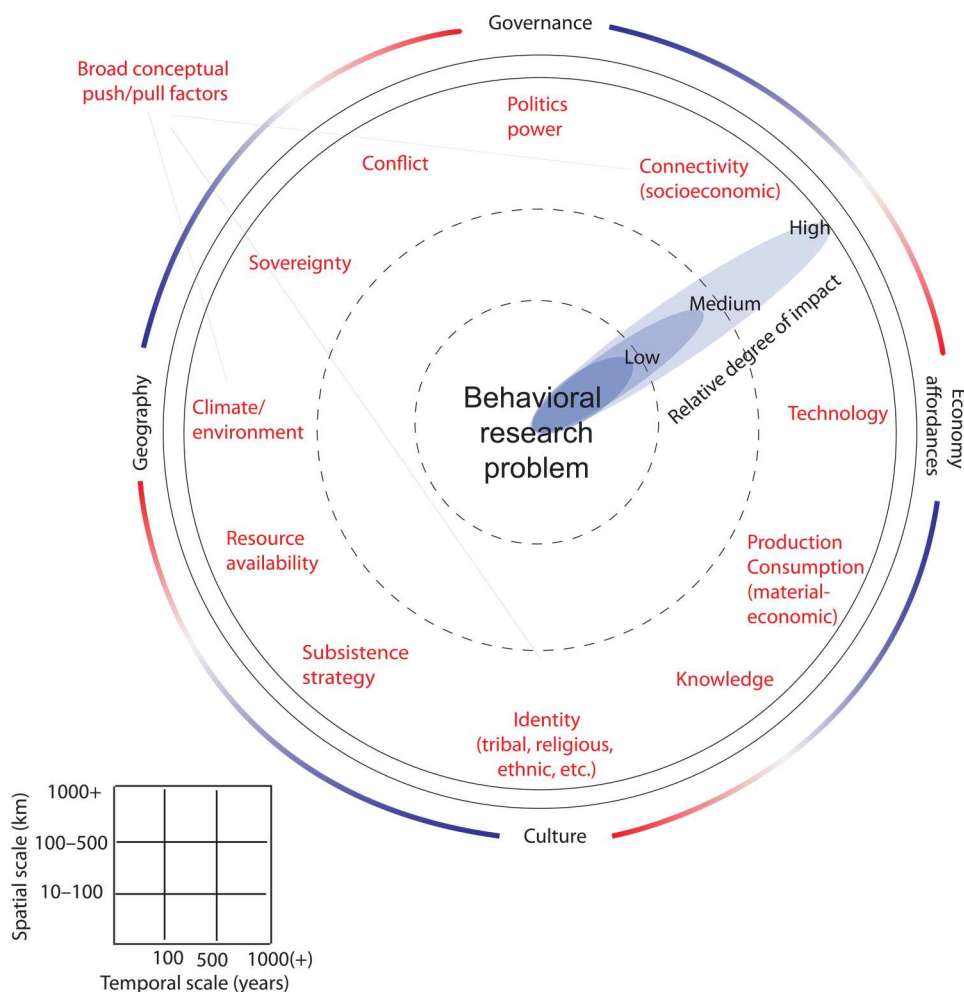 Governance
Broad conceptual
push/pull factors
Politics
power
Conflict
Connectivity
(socioeconomic)
High
Sovereignty
Medium
Low
Relative degree of impact
Behavioral
research
problem
Geography
Climate/
environment
Technology
Economy
affordances
Resource
availability
Production
Consumption
(material-
economic)
Subsistence
strategy
Knowledge
Identity
(tribal, religious,
ethnic, etc.)
Culture
Spatial scale (km)
1000+
100–500
10–100
100
500
1000(+)
Temporal scale (years)